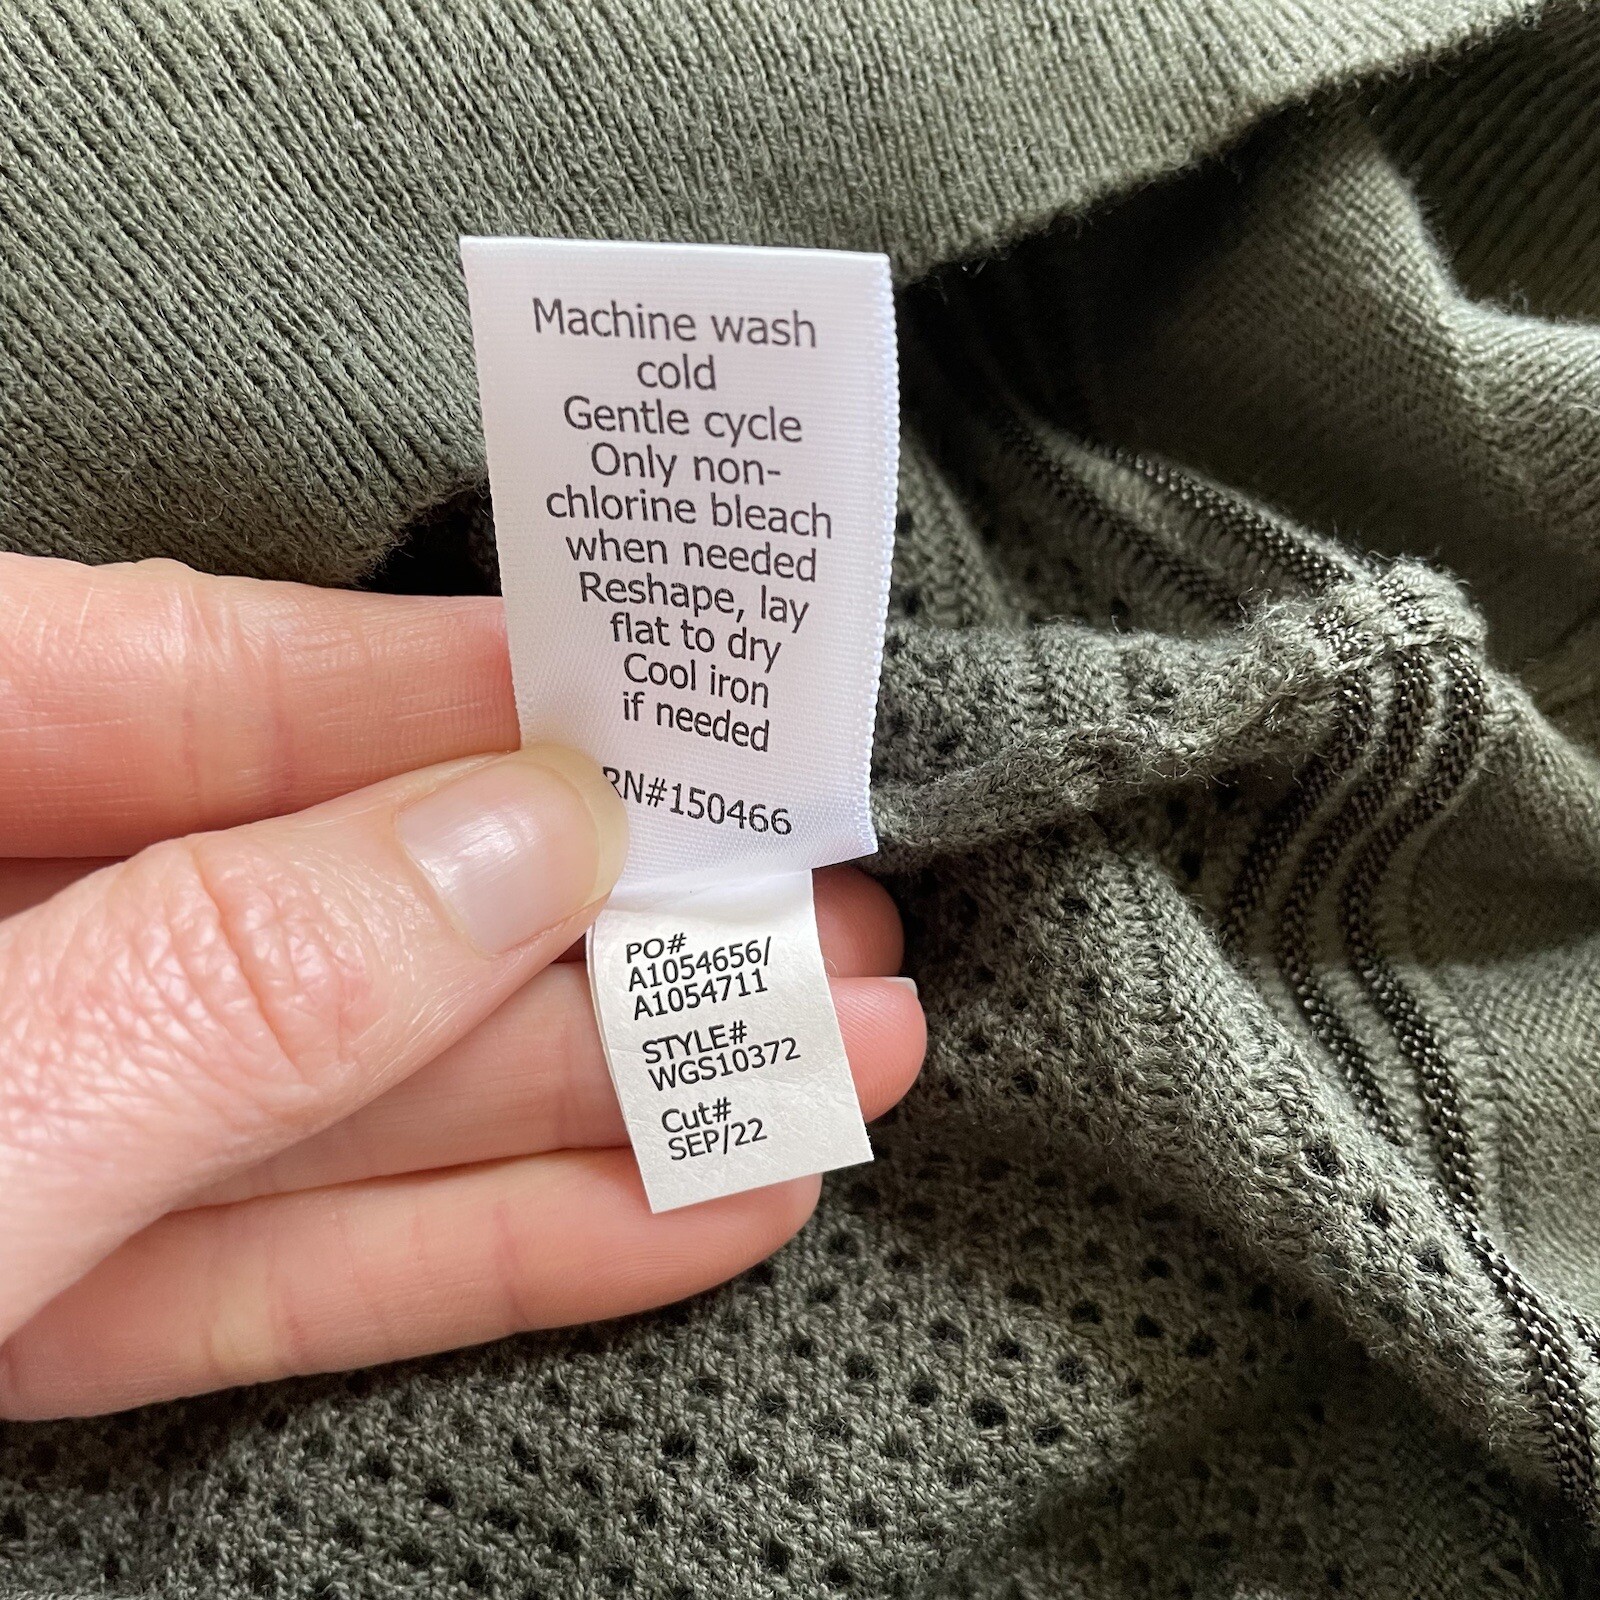 Machine wash
cold
Gentle cycle
Only non-
chlorine bleach
when needed
Reshape, lay
flat to dry
Cool iron
if needed
RN#150466
PO#
A1054656/
A1054711
STYLE#
WGS10372
Cut#
SEP/22